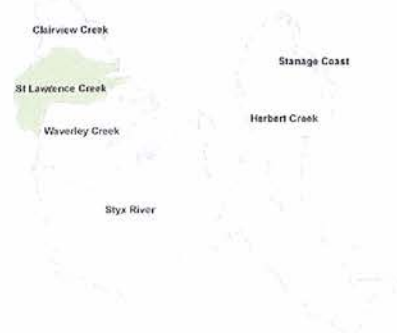 Clairview Creek
Stanage Coast
St Lawrence Creek
Herbert Creek
Waverley Creek
Styx River